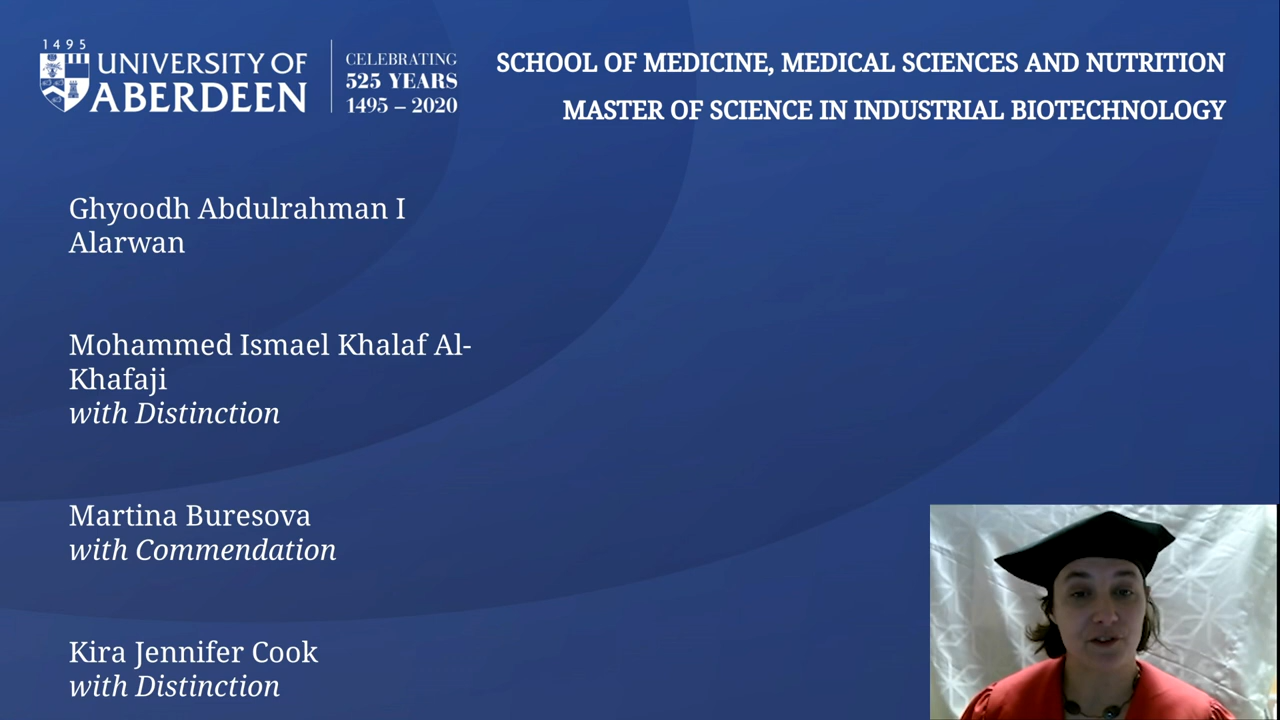 1495
UNIVERSITY OF
ABERDEEN
CELEBRATING
525 YEARS
1495 – 2020
SCHOOL OF MEDICINE, MEDICAL SCIENCES AND NUTRITION
MASTER OF SCIENCE IN INDUSTRIAL BIOTECHNOLOGY
Ghyoodh Abdulrahman I
Alarwan
Mohammed Ismael Khalaf Al-
Khafaji
with Distinction
Martina Buresova
with Commendation
Kira Jennifer Cook
with Distinction